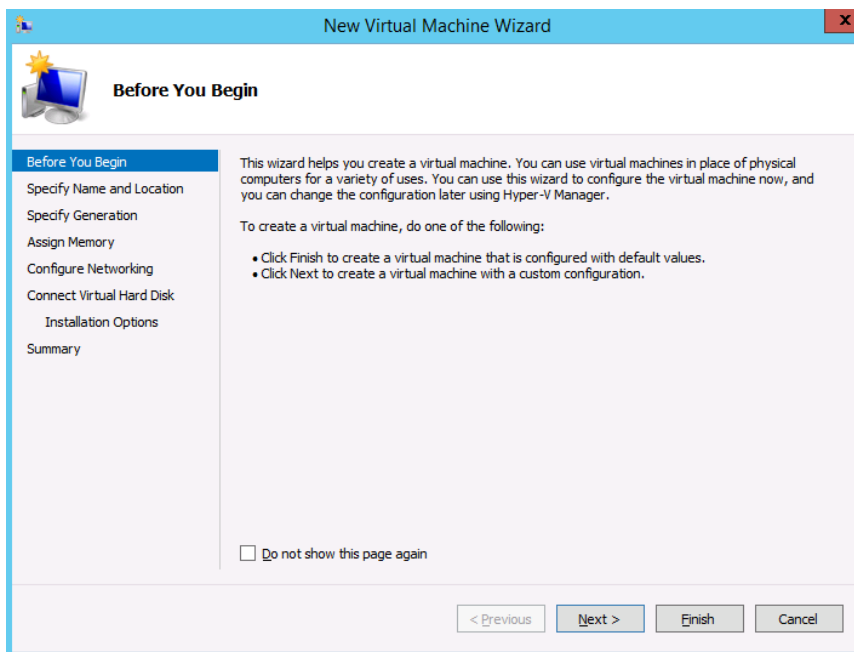 New Virtual Machine Wizard
x
Before You Begin
Before You Begin
Specify Name and Location
Specify Generation
Assign Memory
Configure Networking
Connect Virtual Hard Disk
Installation Options
Summary
This wizard helps you create a virtual machine. You can use virtual machines in place of physical
computers for a variety of uses. You can use this wizard to configure the virtual machine now, and
you can change the configuration later using Hyper-V Manager.
To create a virtual machine, do one of the following:
• Click Finish to create a virtual machine that is configured with default values.
• Click Next to create a virtual machine with a custom configuration.
Do not show this page again
< Previous
Next >
Finish
Cancel